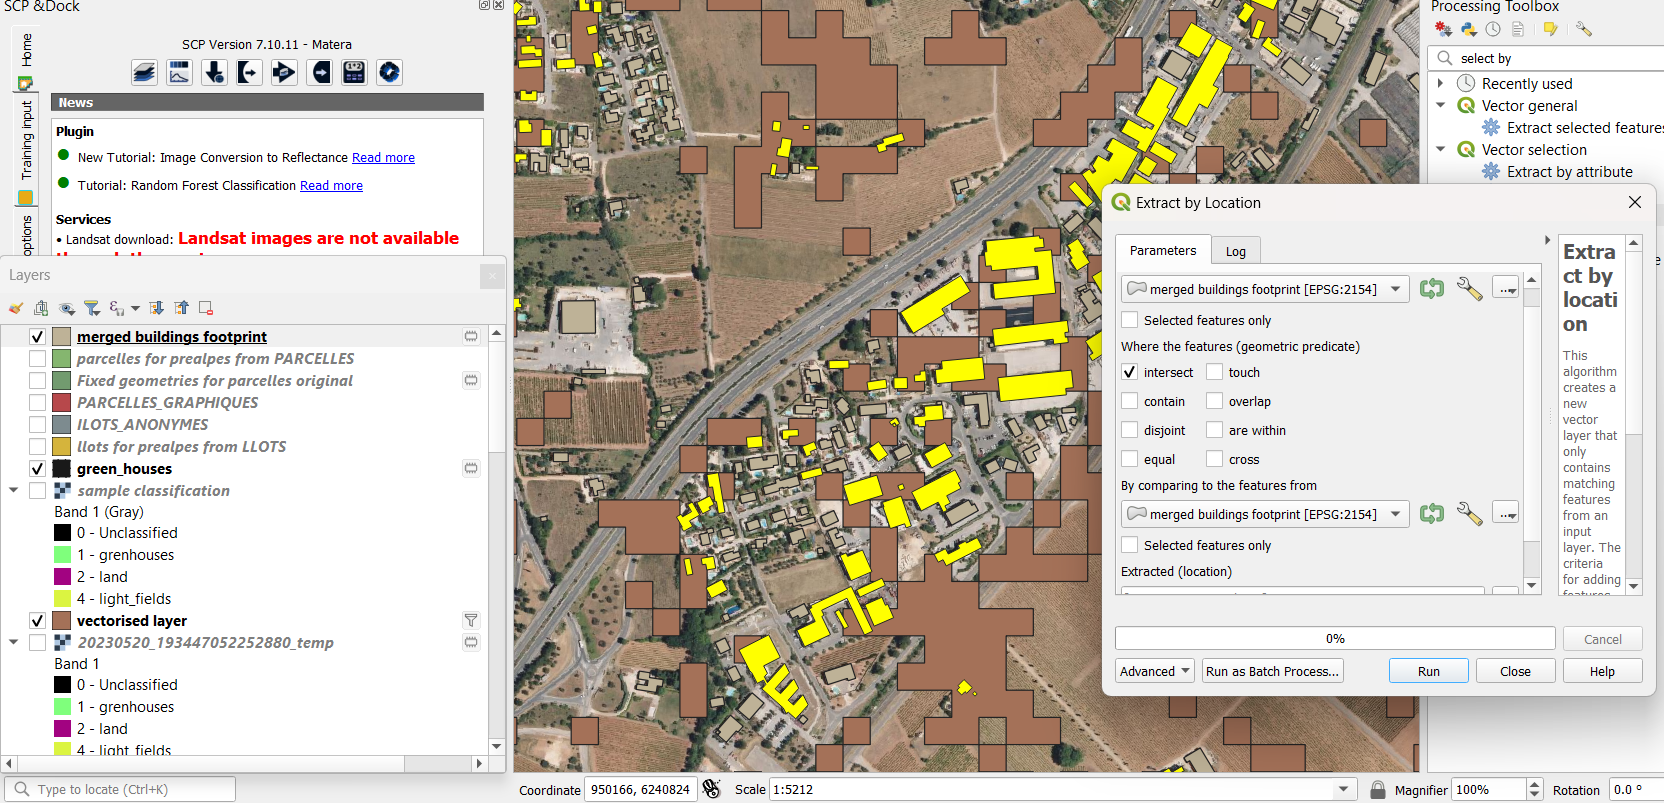 SCP &Dock
Home
Training input
options
SCP Version 7.10.11 - Matera
News
Plugin
New Tutorial: Image Conversion to Reflectance Read more
Tutorial: Random Forest Classification Read more
Services
• Landsat download: Landsat images are not available
Layers
merged buildings footprint
parcelles for prealpes from PARCELLES
Fixed geometries for parcelles original
PARCELLES_GRAPHIQUES
ILOTS_ANONYMES
llots for prealpes from LLOTS
green_houses
sample classification
Band 1 (Gray)
0 - Unclassified
1 - grenhouses
2 - land
4 - light_fields
vectorised layer
20230520_193447052252880_temp
Band 1
0 - Unclassified
1 - grenhouses
2 - land
4 - light_fields
Type to locate (Ctrl+K)
Processing Toolbox
select by
Recently used
Vector general
Extract selected features
Vector selection
Extract by attribute
Extract by Location
Parameters
Log
merged buildings footprint [EPSG:2154]
...
Selected features only
Where the features (geometric predicate)
intersect
touch
contain
overlap
disjoint
are within
equal
cross
By comparing to the features from
merged buildings footprint [EPSG:2154]
...
Selected features only
Extracted (location)
Extra
ct by
locati
on
This
algorithm
creates a
new
vector
layer that
only
contains
matching
features
from an
input
layer. The
criteria
for adding
features
0%
Cancel
Advanced
Run as Batch Process...
Run
Close
Help
Coordinate 950166, 6240824
Scale 1:5212
Magnifier 100%
Rotation 0.0 °